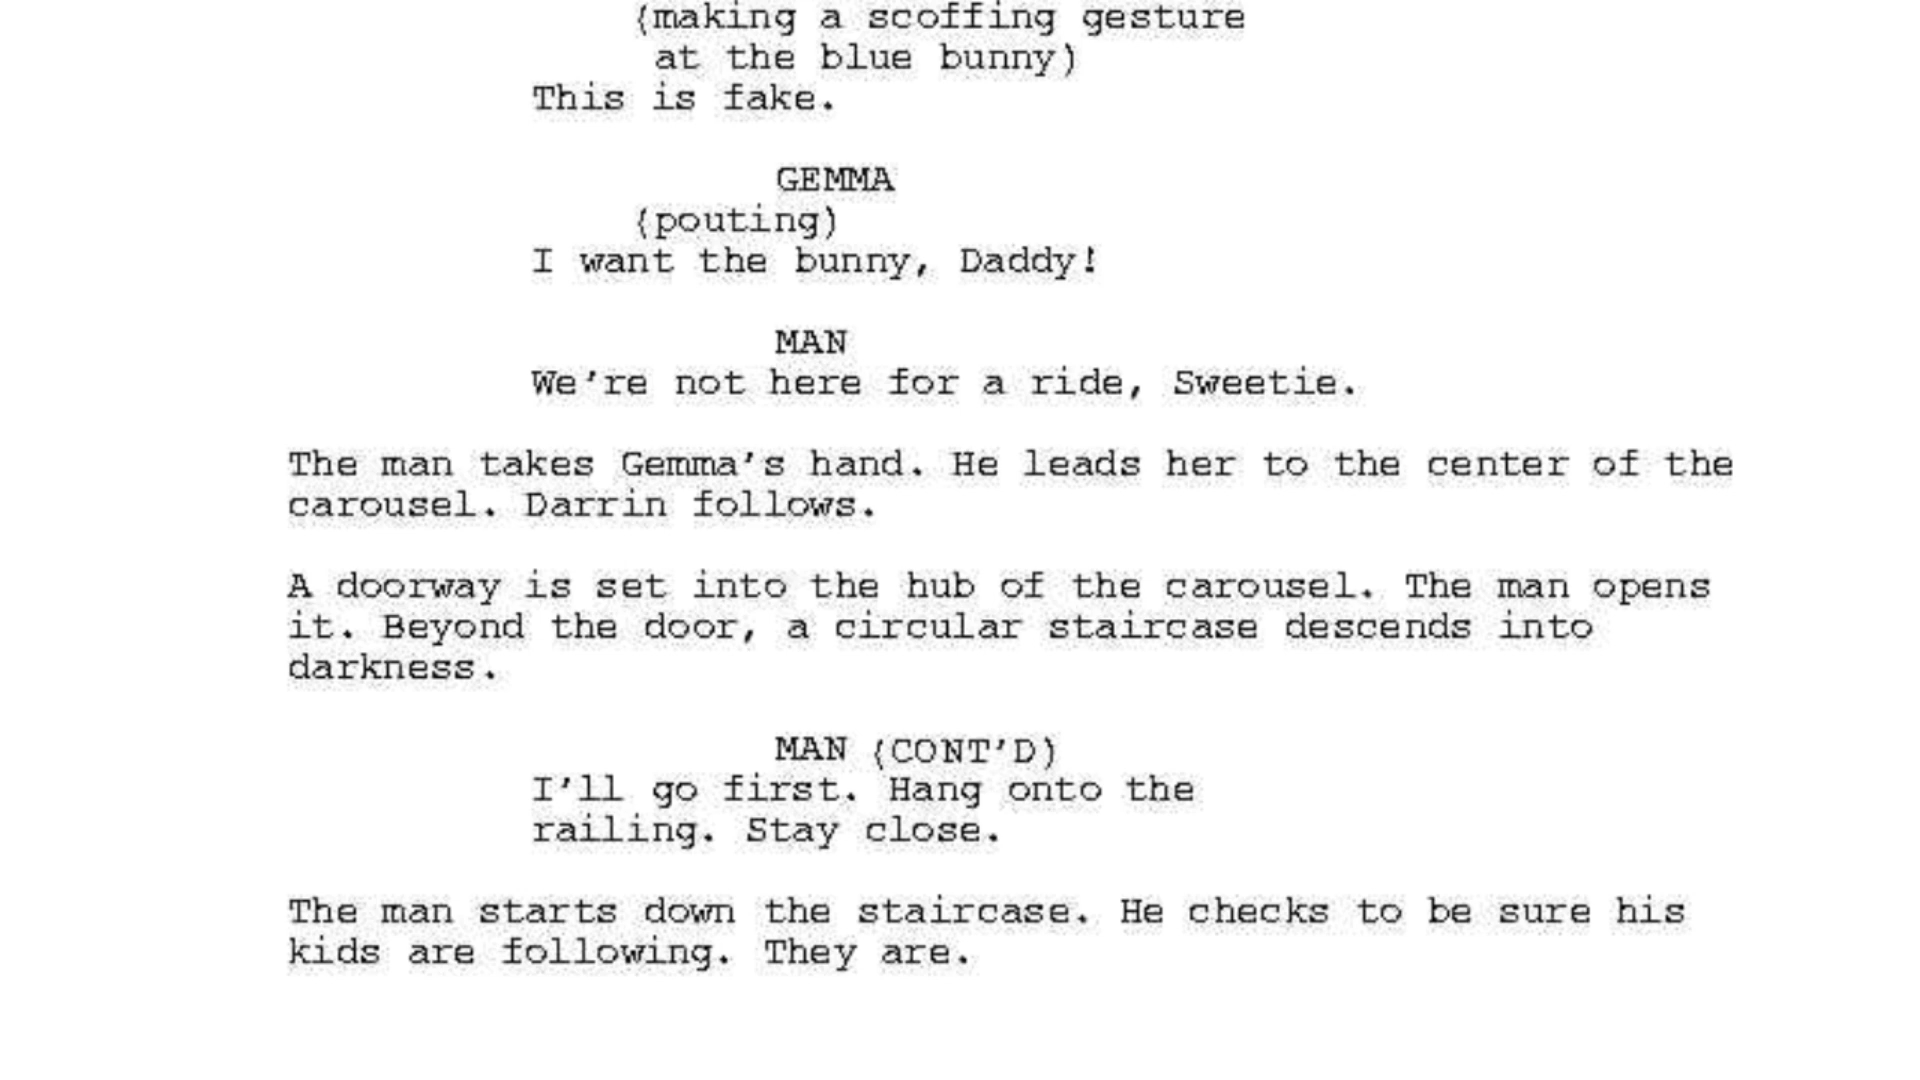 (making a scoffing gesture
at the blue bunny)
This is fake.
GEMMA
(pouting)
I want the bunny, Daddy!
MAN
We're not here for a ride, Sweetie.
The man takes Gemma's hand. He leads her to the center of the
carousel. Darrin follows.
A doorway is set into the hub of the carousel. The man opens
it. Beyond the door, a circular staircase descends into
darkness.
MAN (CONT'D)
I'll go first. Hang onto the
railing. Stay close.
The man starts down the staircase. He checks to be sure his
kids are following. They are.